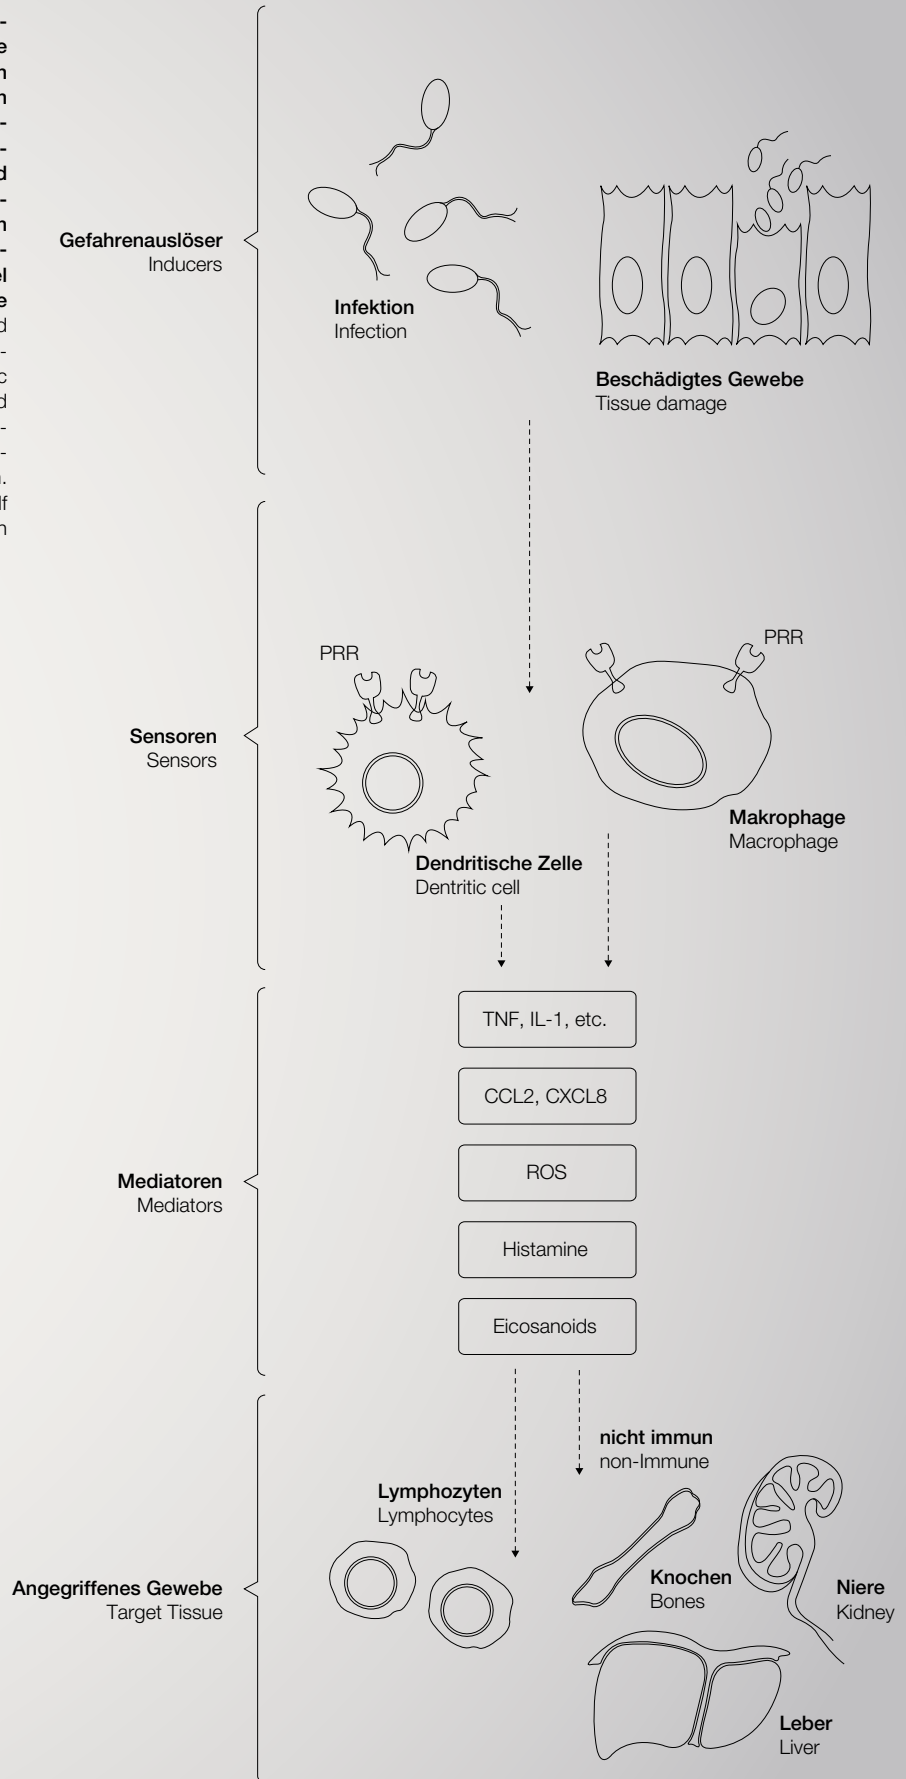 -
e
n
n
-
-
d
-
n
-
el
e
d
-
c
d
-
-
n.
lf
n
Gefahrenauslöser
Inducers
Infektion
Infection
Beschädigtes Gewebe
Tissue damage
Sensoren
Sensors
PRR
PRR
Makrophage
Macrophage
Dendritische Zelle
Dentritic cell
Mediatoren
Mediators
TNF, IL-1, etc.
CCL2, CXCL8
ROS
Histamine
Eicosanoids
Angegriffenes Gewebe
Target Tissue
nicht immun
non-Immune
Lymphozyten
Lymphocytes
Knochen
Bones
Niere
Kidney
Leber
Liver